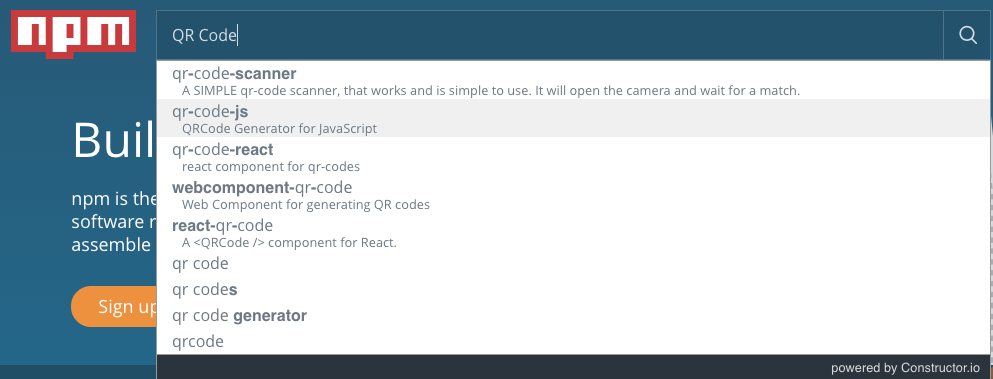 npm
QR Code
qr-code-scanner
A SIMPLE qr-code scanner, that works and is simple to use. It will open the camera and wait for a match.
qr-code-js
QRCode Generator for JavaScript
qr-code-react
react component for qr-codes
webcomponent-qr-code
Web Component for generating QR codes
react-qr-code
A <QRCode /> component for React.
qr code
qr codes
qr code generator
qrcode
powered by Constructor.io
Buil
npm is the
software r
assemble
Sign up